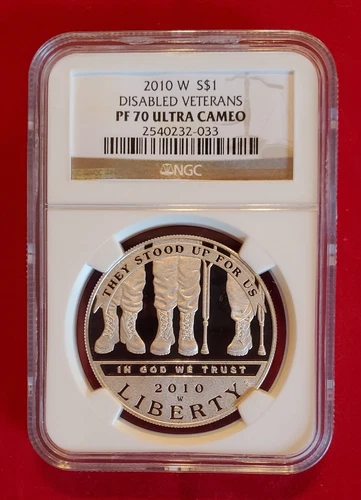 2010 W S$1
DISABLED VETERANS
PF 70 ULTRA CAMEO
2540232-033
NGC
THEY STOOD UP FOR US
IN GOD WE TRUST
2010
W
LIBERTY